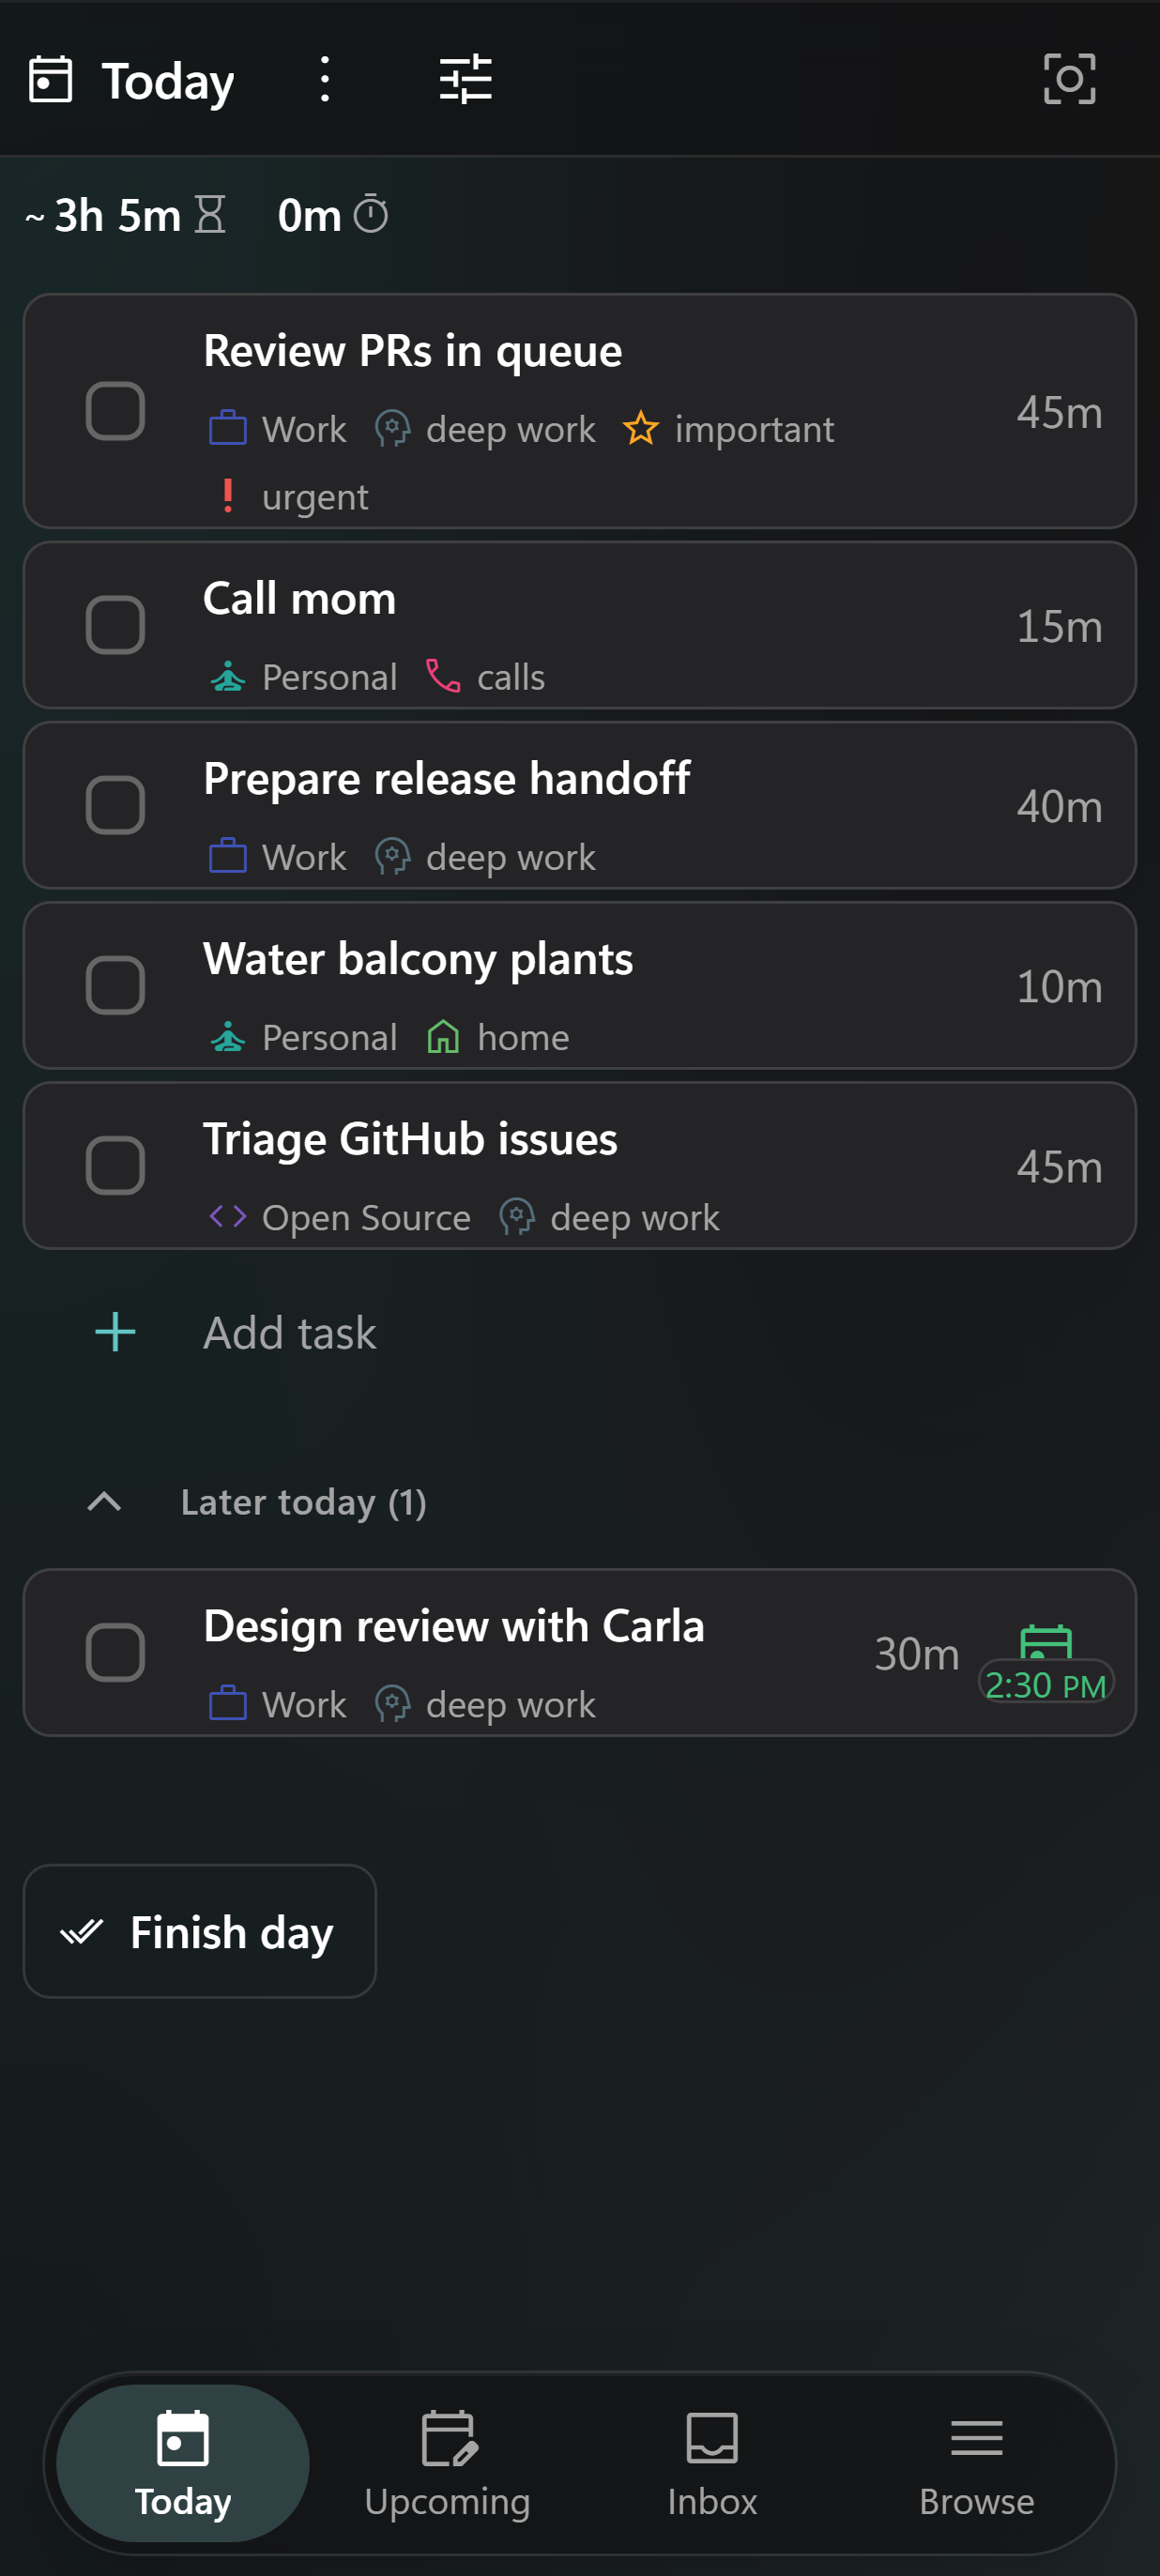 Today
~ 3h 5m 0m
Review PRs in queue
Work deep work important
urgent
45m
Call mom
Personal calls
15m
Prepare release handoff
Work deep work
40m
Water balcony plants
Personal home
10m
Triage GitHub issues
Open Source deep work
45m
Add task
Later today (1)
Design review with Carla
Work deep work
30m
2:30 PM
Finish day
Today Upcoming Inbox Browse